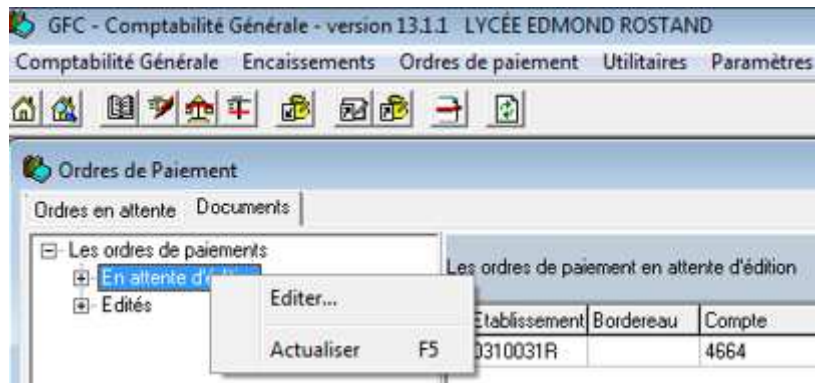 GFC - Comptabilité Générale - version 13.1.1 LYCÉE EDMOND ROSTAND
Comptabilité Générale Encaissements Ordres de paiement Utilitaires Paramètres
Ordres de Paiement
Ordres en attente Documents
Les ordres de paiements
En attente d'édition
Edités
Editer...
Actualiser F5
Les ordres de paiement en attente d'édition
Etablissement Bordereau Compte
0310031R 4664